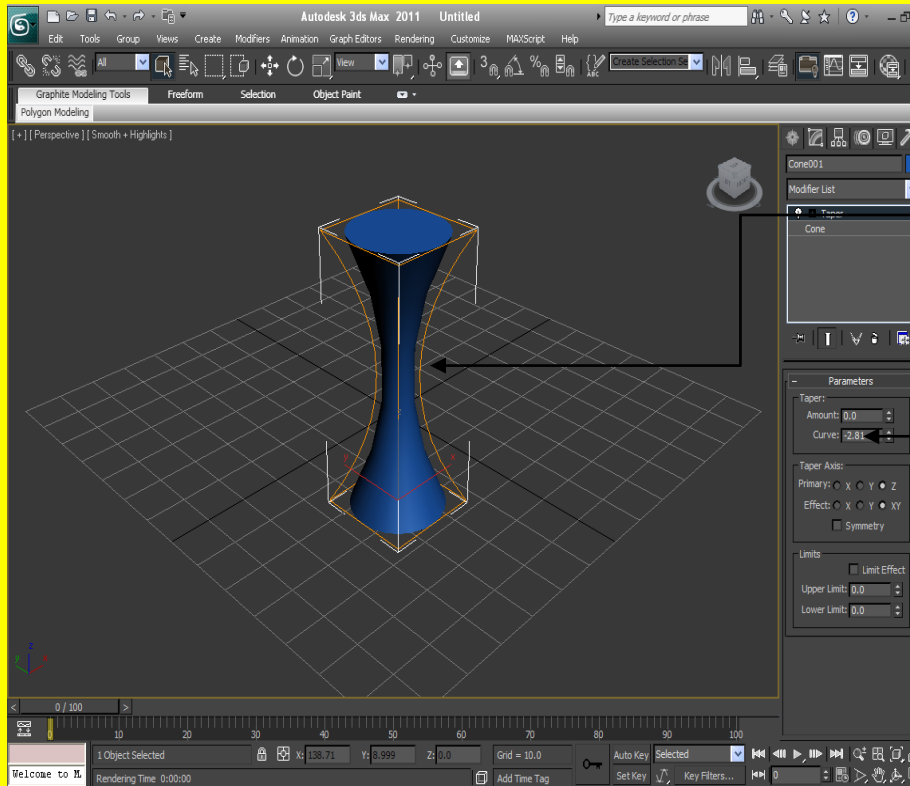 Autodesk 3ds Max 2011 Untitled
Type a keyword or phrase
Edit Tools Group Views Create Modifiers Animation Graph Editors Rendering Customize MAXScript Help
All
View
3
Create Selection Se
ABC
Graphite Modeling Tools Freeform Selection Object Paint
Polygon Modeling
[ + ] [ Perspective ] [ Smooth + Highlights ]
Cone001
Modifier List
Taper
Cone
Parameters
Taper:
Amount: 0.0
Curve: -2.81
Taper Axis:
Primary: X Y Z
Effect: X Y XY
Symmetry
Limits
Limit Effect
Upper Limit: 0.0
Lower Limit: 0.0
y x
z
y x
0 / 100
0 10 20 30 40 50 60 70 80 90 100
1 Object Selected X: 138.71 Y: 8.999 Z: 0.0 Grid = 10.0 Auto Key Selected
Welcome to M Rendering Time 0:00:00 Add Time Tag Set Key Key Filters... 0